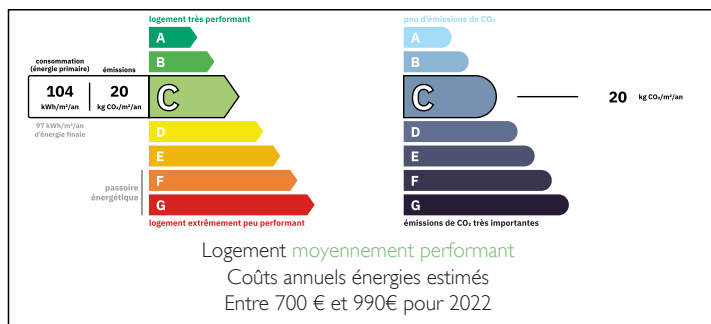 logement très performant
A
B
consommation
(énergie primaire)
émissions
104
kWh/m²/an
20
kg CO₂/m²/an
C
97 kWh/m²/an
d'énergie finale
D
E
passoire
énergétique
F
G
logement extrêmement peu performant
peu d'émissions de CO₂
A
B
C
20 kg CO₂/m²/an
D
E
F
G
émissions de CO₂ très importantes
Logement moyennement performant
Coûts annuels énergies estimés
Entre 700 € et 990€ pour 2022